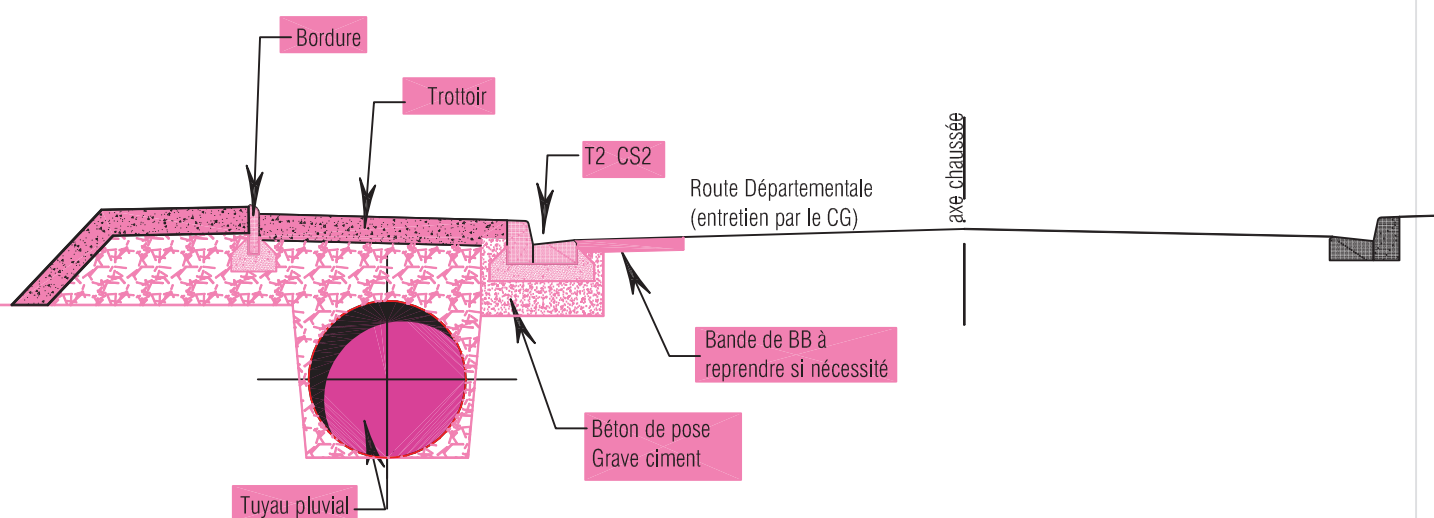 Bordure
Trottoir
T2 CS2
Route Départementale
(entretien par le CG)
axe chaussée
Bande de BB à
reprendre si nécessité
Béton de pose
Grave ciment
Tuyau pluvial